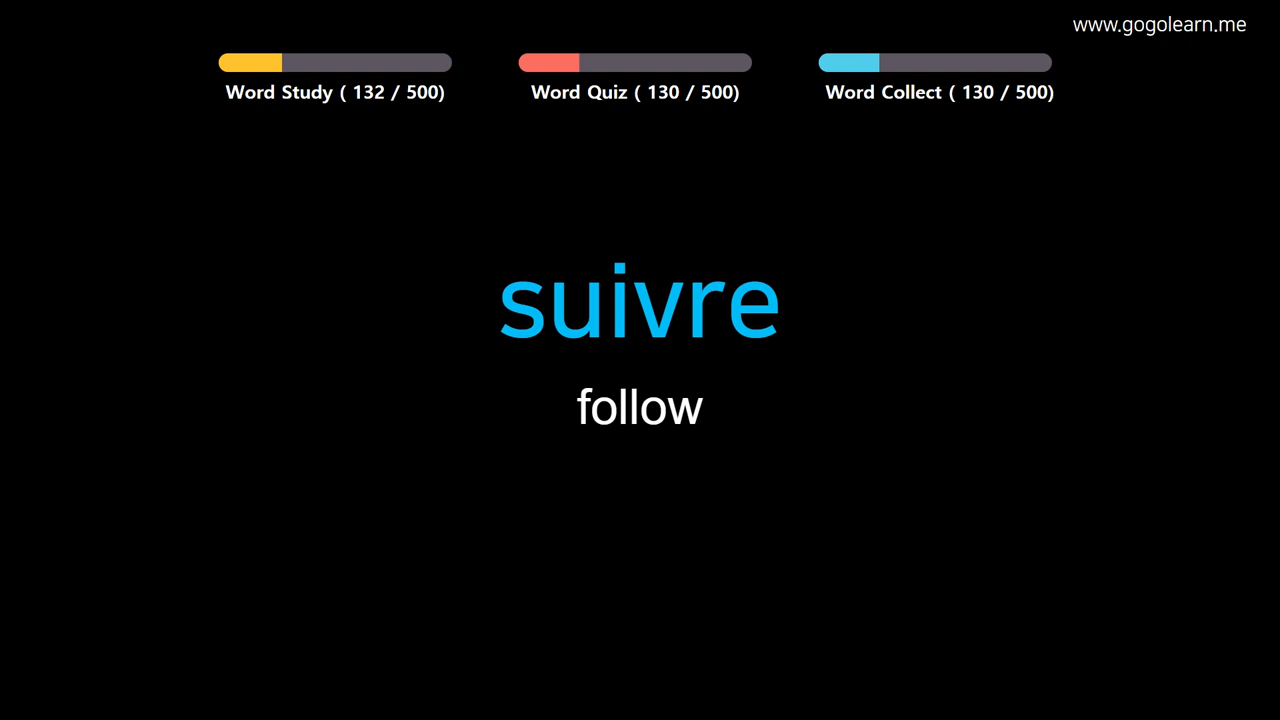 www.gogolearn.me
Word Study ( 132 / 500)
Word Quiz ( 130 / 500)
Word Collect ( 130 / 500)
suivre
follow